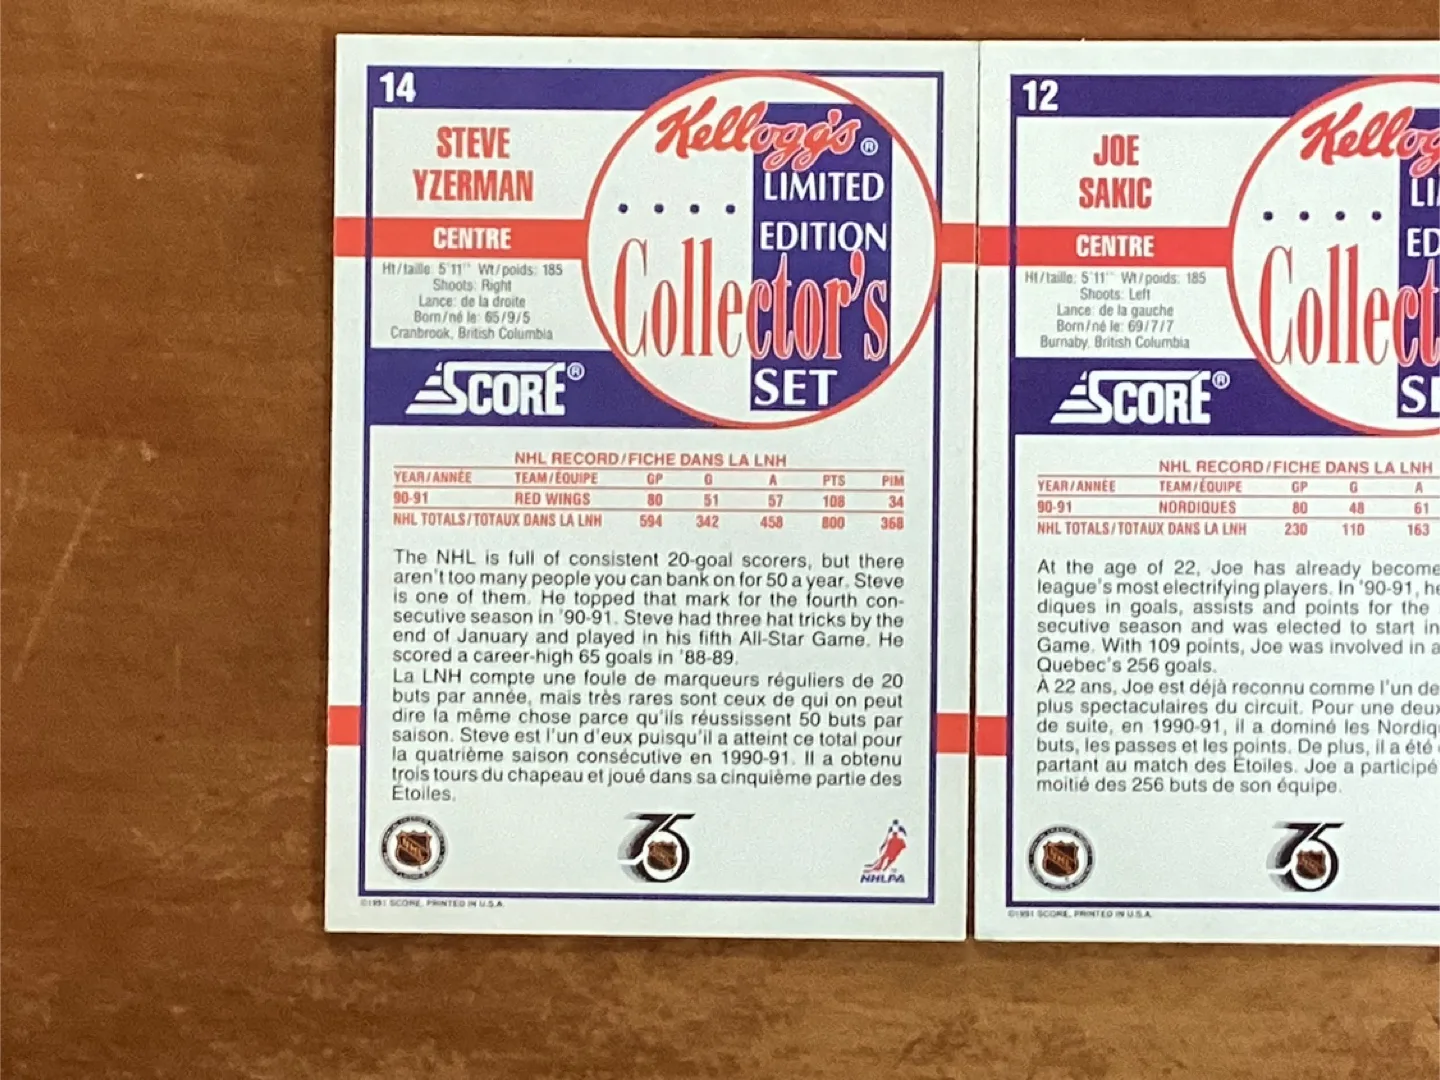 14
STEVE
YZERMAN
CENTRE
Ht/taille: 5'11" Wt/poids: 185
Shoots: Right
Lance: de la droite
Born/né le: 65/9/5
Cranbrook, British Columbia
Kellogg's®
LIMITED
EDITION
Collector's
SET
SCORE®
NHL RECORD/FICHE DANS LA LNH
YEAR/ANNÉE TEAM/ÉQUIPE GP G A PTS PIM
90-91 RED WINGS 80 51 57 108 34
NHL TOTALS/TOTAUX DANS LA LNH 594 342 458 800 368
The NHL is full of consistent 20-goal scorers, but there
aren't too many people you can bank on for 50 a year. Steve
is one of them. He topped that mark for the fourth con-
secutive season in '90-91. Steve had three hat tricks by the
end of January and played in his fifth All-Star Game. He
scored a career-high 65 goals in '88-89.
La LNH compte une foule de marqueurs réguliers de 20
buts par année, mais très rares sont ceux de qui on peut
dire la même chose parce qu'ils réussissent 50 buts par
saison. Steve est l'un d'eux puisqu'il a atteint ce total pour
la quatrième saison consécutive en 1990-91. Il a obtenu
trois tours du chapeau et joué dans sa cinquième partie des
Étoiles.
NHL
75
NHLPA
©1991 SCORE, PRINTED IN U.S.A.
12
JOE
SAKIC
CENTRE
Ht/taille: 5'11" Wt/poids: 185
Shoots: Left
Lance: de la gauche
Born/né le: 69/7/7
Burnaby, British Columbia
Kellog
LI
ED
Collect
SE
SCORE®
NHL RECORD/FICHE DANS LA LNH
YEAR/ANNÉE TEAM/ÉQUIPE GP G A
90-91 NORDIQUES 80 48 61
NHL TOTALS/TOTAUX DANS LA LNH 230 110 163
At the age of 22, Joe has already become
league's most electrifying players. In '90-91, he
diques in goals, assists and points for the
secutive season and was elected to start in
Game. With 109 points, Joe was involved in a
Quebec's 256 goals.
À 22 ans, Joe est déjà reconnu comme l'un de
plus spectaculaires du circuit. Pour une deux
de suite, en 1990-91, il a dominé les Nordiq
buts, les passes et les points. De plus, il a été
partant au match des Étoiles. Joe a participé
moitié des 256 buts de son équipe.
NHL
75
©1991 SCORE, PRINTED IN U.S.A.